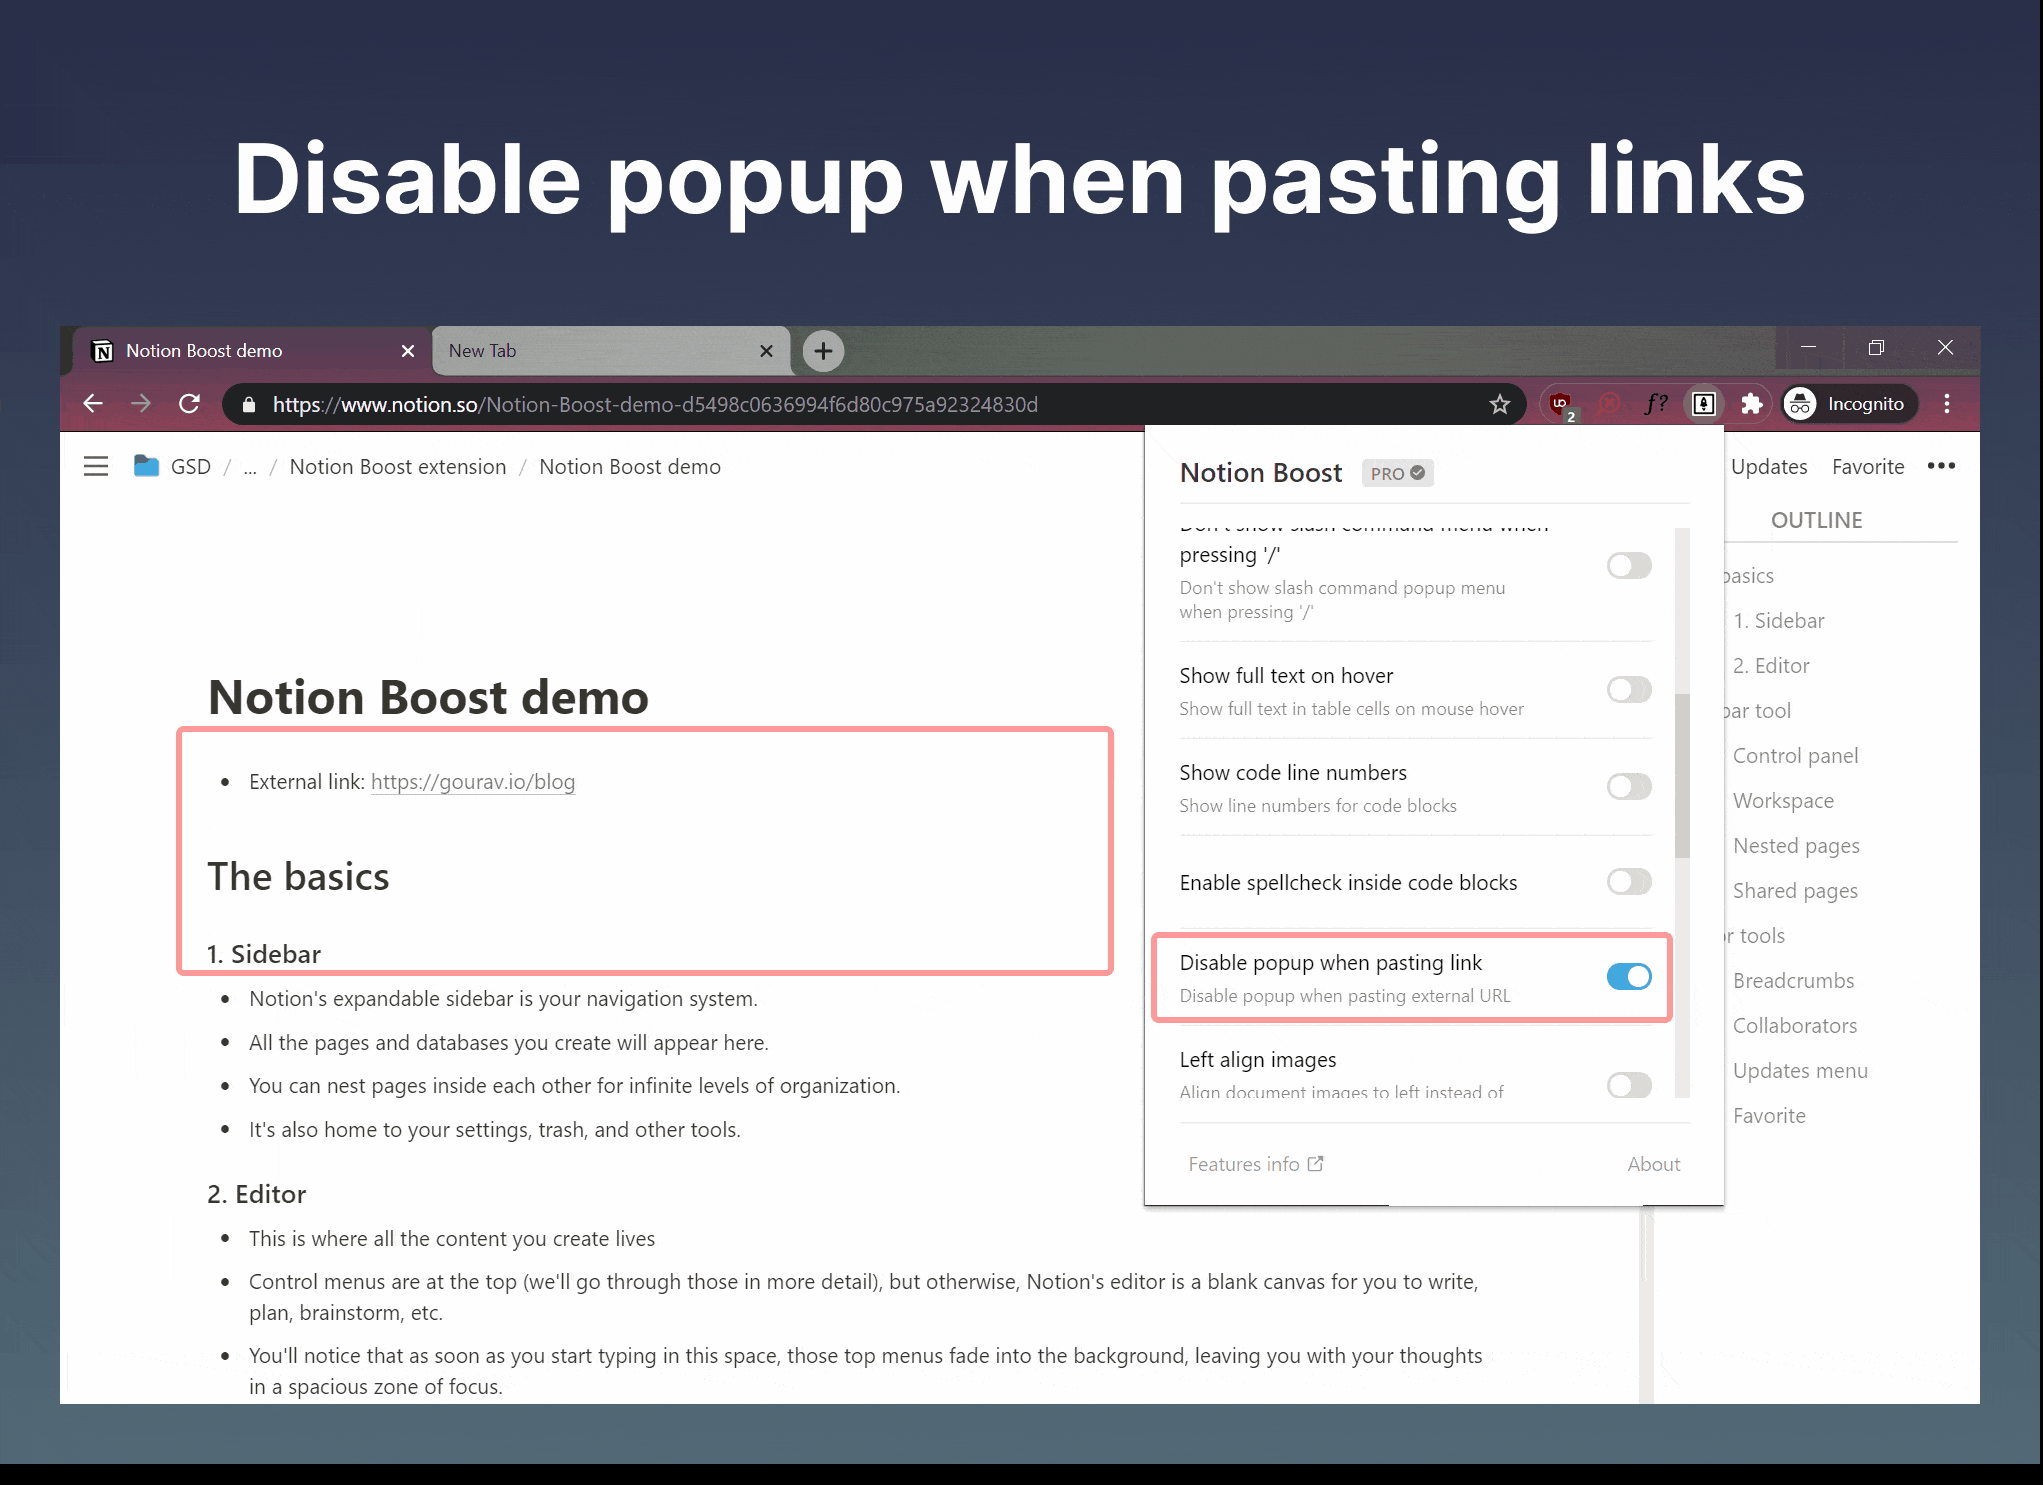 Disable popup when pasting links
Notion Boost demo
New Tab
https://www.notion.so/Notion-Boost-demo-d5498c0636994f6d80c975a92324830d
2
f?
Incognito
GSD / ... / Notion Boost extension / Notion Boost demo
Updates Favorite
Notion Boost demo
External link: https://gourav.io/blog
The basics
1. Sidebar
Notion's expandable sidebar is your navigation system.
All the pages and databases you create will appear here.
You can nest pages inside each other for infinite levels of organization.
It's also home to your settings, trash, and other tools.
2. Editor
This is where all the content you create lives
Control menus are at the top (we'll go through those in more detail), but otherwise, Notion's editor is a blank canvas for you to write,
plan, brainstorm, etc.
You'll notice that as soon as you start typing in this space, those top menus fade into the background, leaving you with your thoughts
in a spacious zone of focus.
Notion Boost PRO
Don't show slash command menu when
pressing '/'
Don't show slash command popup menu
when pressing '/'
Show full text on hover
Show full text in table cells on mouse hover
Show code line numbers
Show line numbers for code blocks
Enable spellcheck inside code blocks
Disable popup when pasting link
Disable popup when pasting external URL
Left align images
Align document images to left instead of
Features info
About
OUTLINE
basics
1. Sidebar
2. Editor
bar tool
Control panel
Workspace
Nested pages
Shared pages
r tools
Breadcrumbs
Collaborators
Updates menu
Favorite